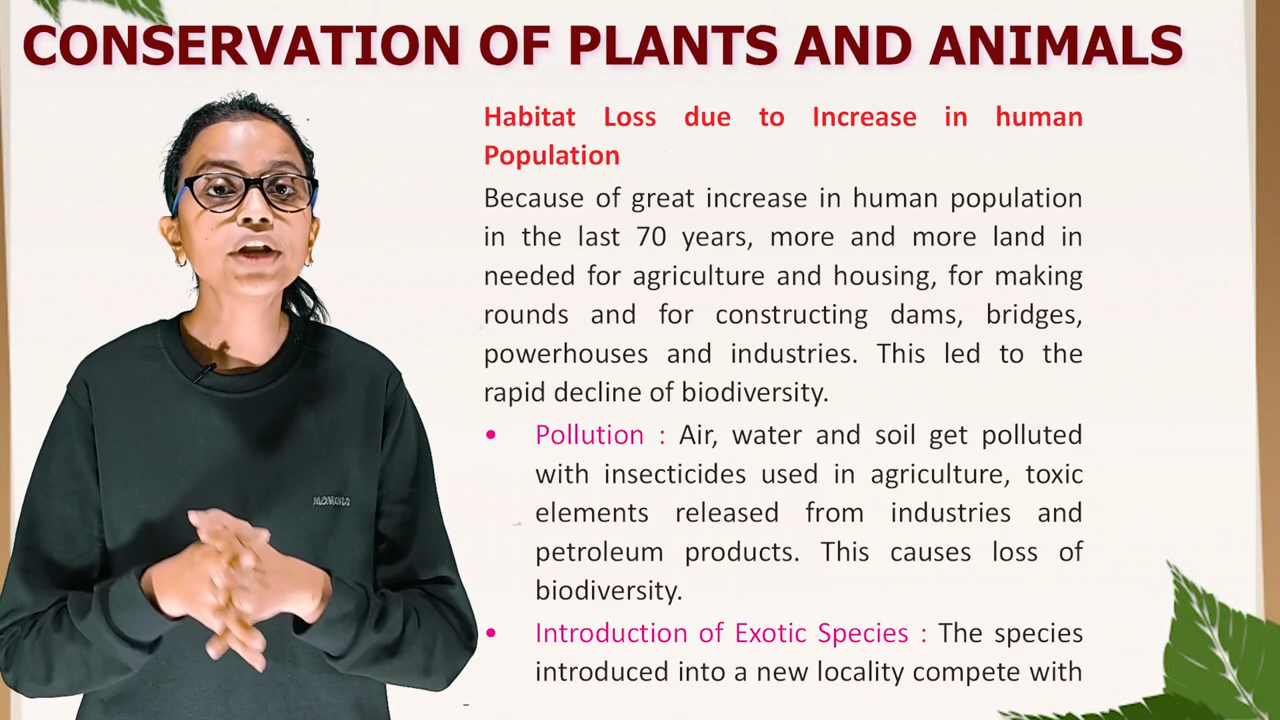 CONSERVATION OF PLANTS AND ANIMALS
Habitat Loss due to Increase in human
Population
Because of great increase in human population
in the last 70 years, more and more land in
needed for agriculture and housing, for making
rounds and for constructing dams, bridges,
powerhouses and industries. This led to the
rapid decline of biodiversity.
• Pollution : Air, water and soil get polluted
with insecticides used in agriculture, toxic
elements released from industries and
petroleum products. This causes loss of
biodiversity.
• Introduction of Exotic Species : The species
introduced into a new locality compete with